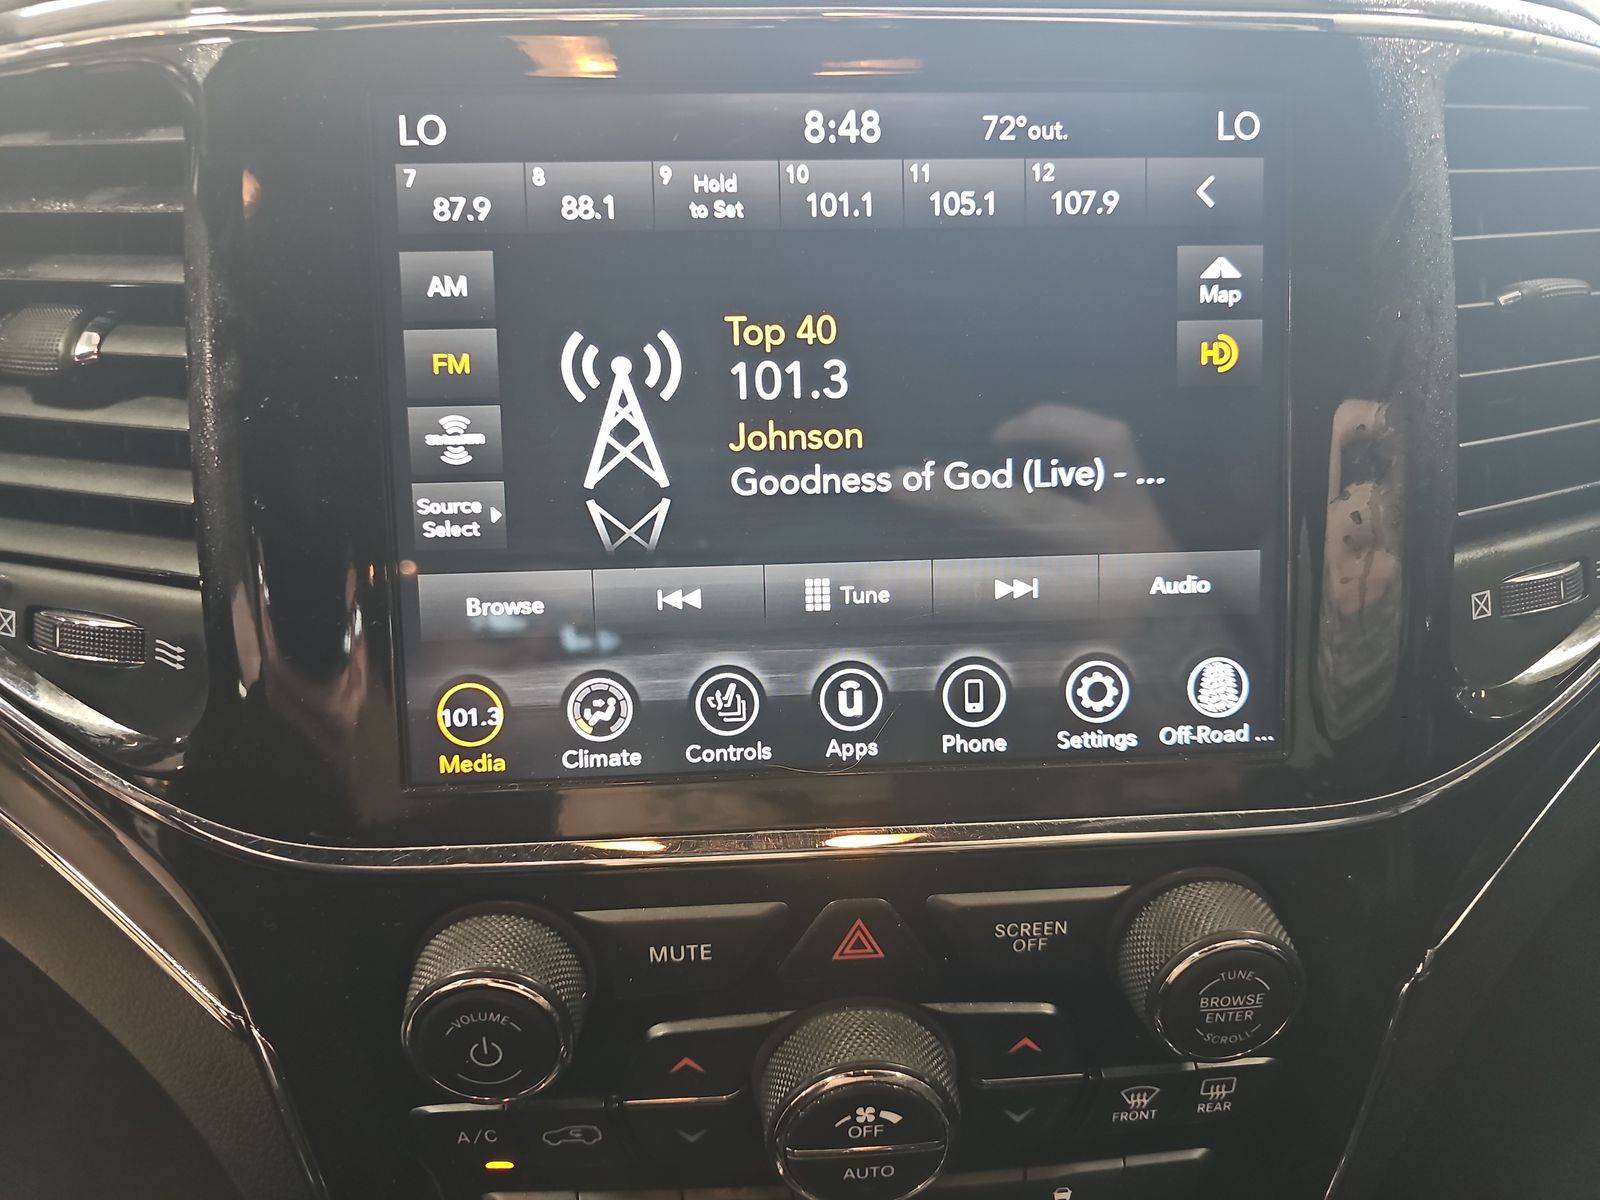 LO 8:48 72°out. LO
7 87.9 8 88.1 9 Hold to Set 10 101.1 11 105.1 12 107.9
AM
Map
FM
HD
Top 40
101.3
Johnson
Goodness of God (Live) - ...
Source
Select
Browse Tune Audio
101.3
Media Climate Controls Apps Phone Settings Off-Road ...
MUTE
SCREEN
OFF
VOLUME
TUNE
BROWSE
ENTER
SCROLL
A/C
OFF
AUTO
FRONT
REAR